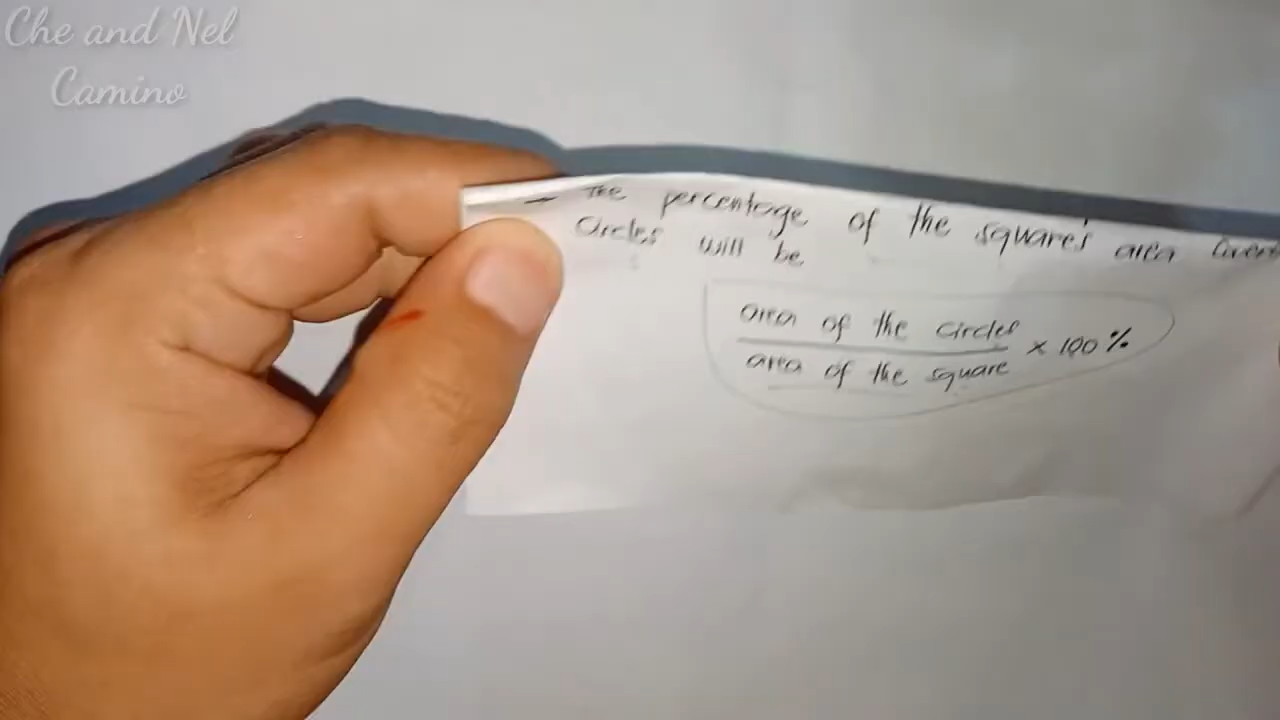 Che and Nel
Camino
- The percentage of the square's area
circles will be
area of the circles
area of the square
× 100%